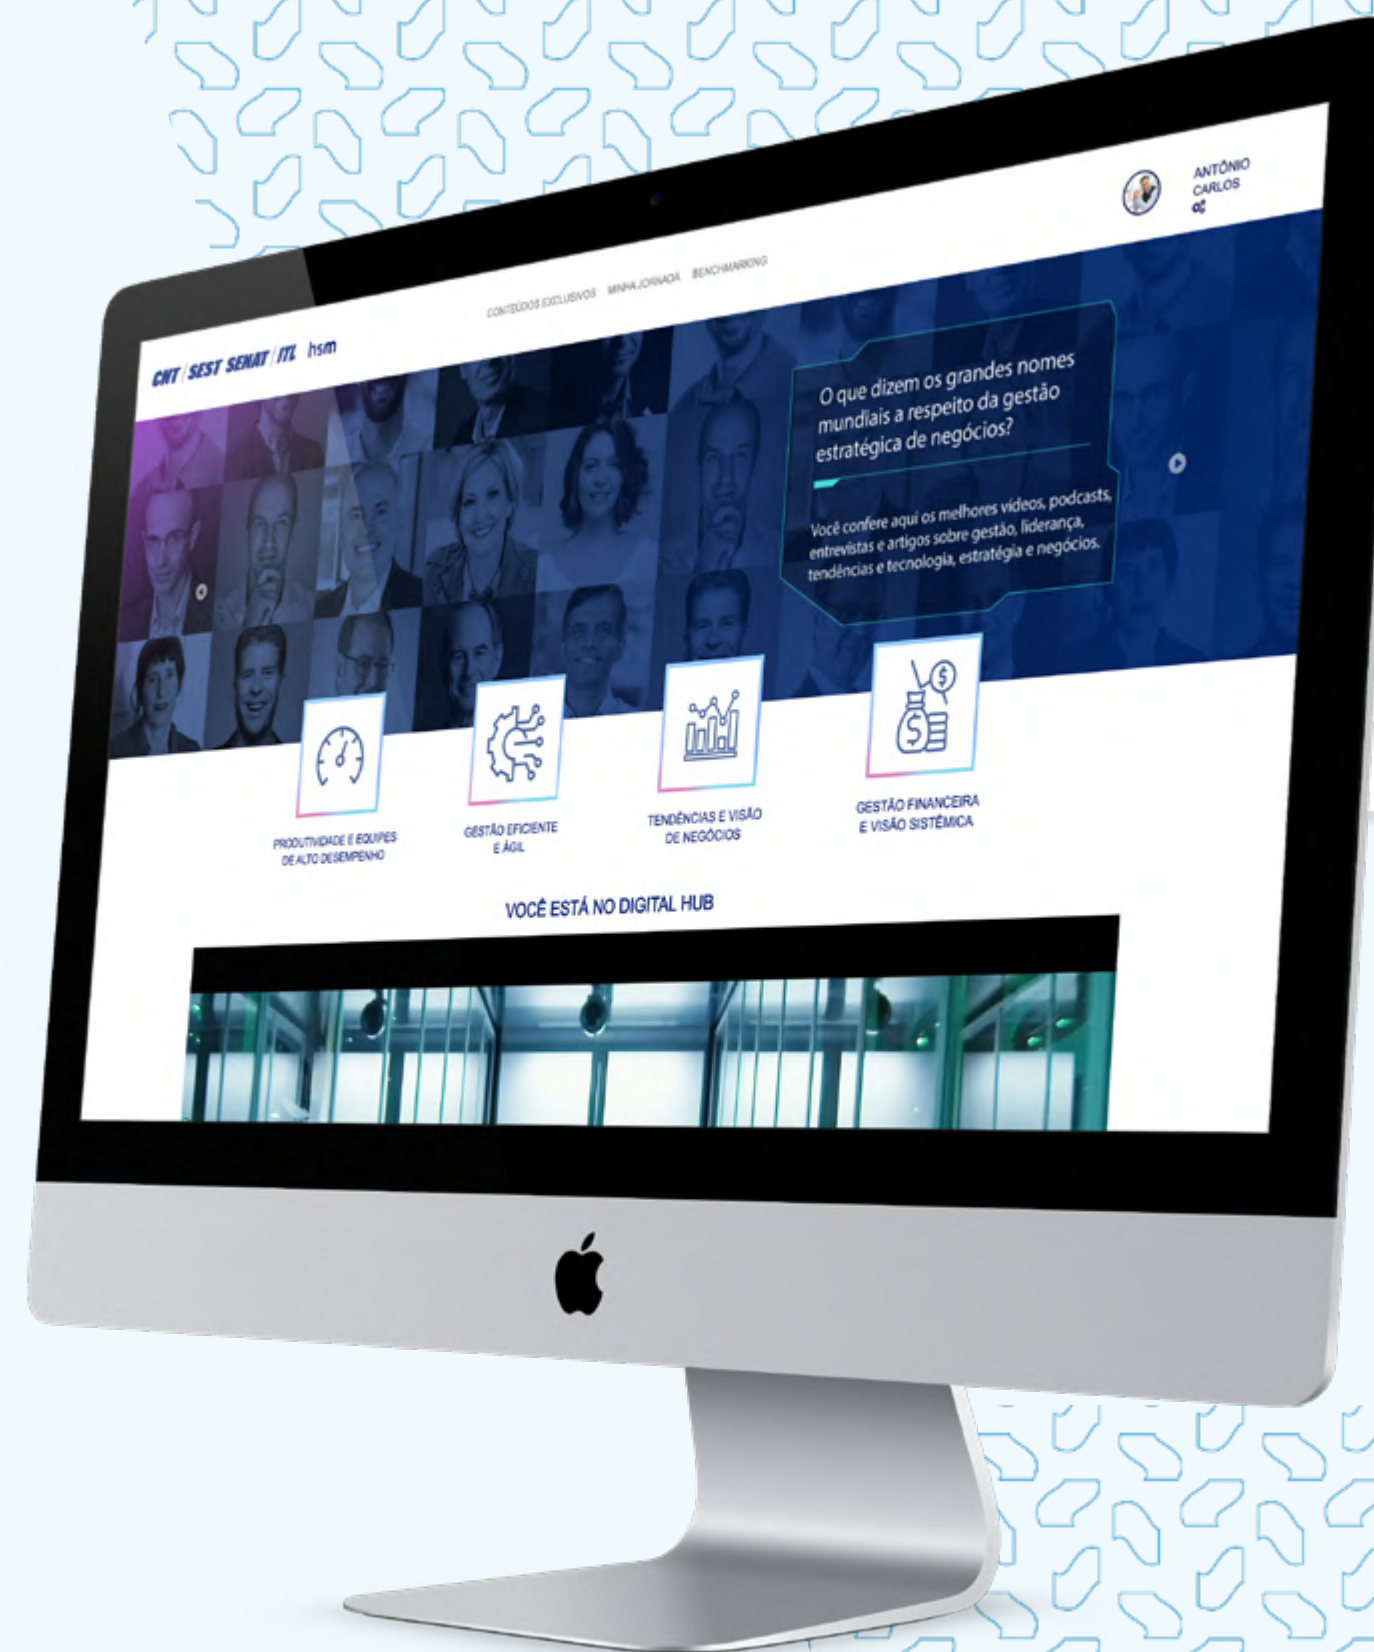 ANTÔNIO
CARLOS
CONTEÚDOS EXCLUSIVOS MINHA JORNADA BENCHMARKING
CNT SEST SENAT ITL hsm
O que dizem os grandes nomes
mundiais a respeito da gestão
estratégica de negócios?
Você confere aqui os melhores vídeos, podcasts,
entrevistas e artigos sobre gestão, liderança,
tendências e tecnologia, estratégia e negócios.
PRODUTIVIDADE E EQUIPES
DE ALTO DESEMPENHO
GESTÃO EFICIENTE
E ÁGIL
TENDÊNCIAS E VISÃO
DE NEGÓCIOS
GESTÃO FINANCEIRA
E VISÃO SISTÊMICA
VOCÊ ESTÁ NO DIGITAL HUB